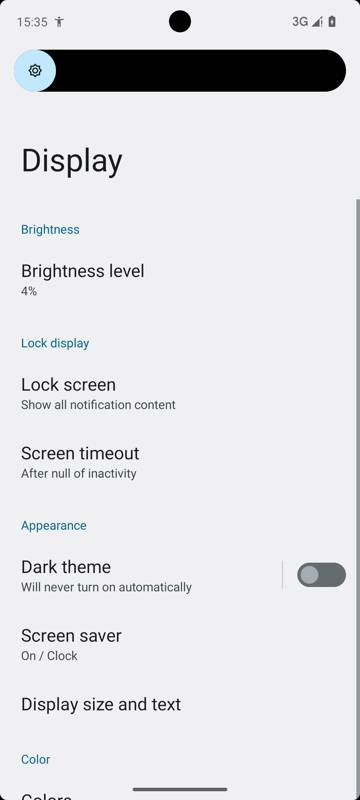 15:35
3G
Display
Brightness
Brightness level
4%
Lock display
Lock screen
Show all notification content
Screen timeout
After null of inactivity
Appearance
Dark theme
Will never turn on automatically
Screen saver
On / Clock
Display size and text
Color
Colors